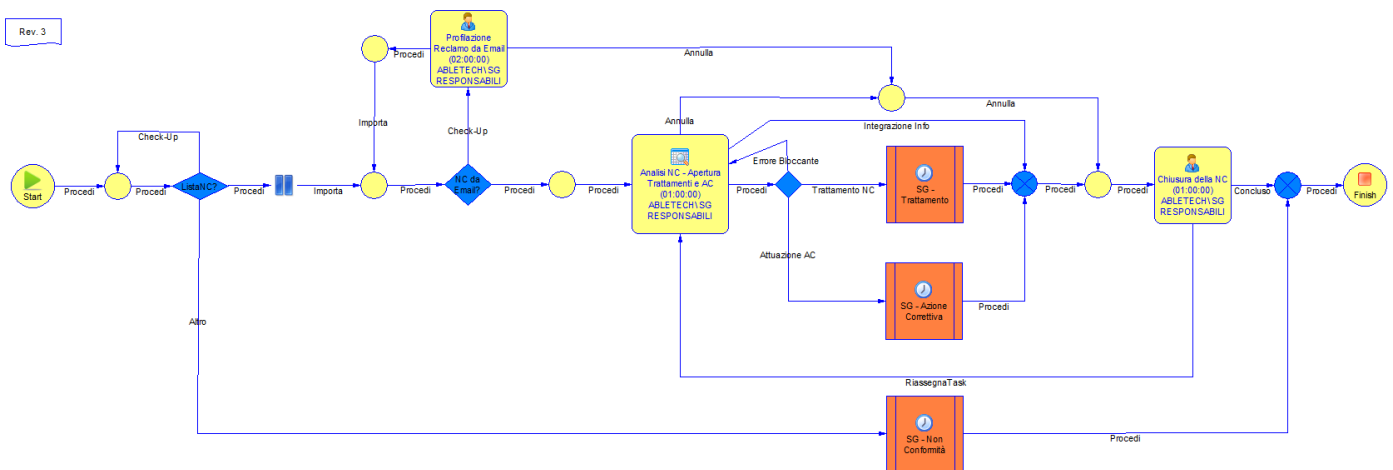 Rev. 3
Profilazione
Reclamo da Email
(02:00:00)
ABLETECH\SG
RESPONSABILI
Procedi
Annulla
Importa
Check-Up
Annulla
Annulla
Integrazione Info
Check-Up
Errore Bloccante
Start
Procedi
Procedi
ListaNC?
Procedi
Importa
Procedi
NC da
Email?
Procedi
Procedi
Analisi NC - Apertura
Trattamenti e AC
(01:00:00)
ABLETECH\SG
RESPONSABILI
Procedi
Trattamento NC
SG -
Trattamento
Procedi
Procedi
Procedi
Chiusura della NC
(01:00:00)
ABLETECH\SG
RESPONSABILI
Concluso
Procedi
Finish
Attuazione AC
SG - Azione
Correttiva
Procedi
Altro
RiassegnaTask
SG - Non
Conformità
Procedi